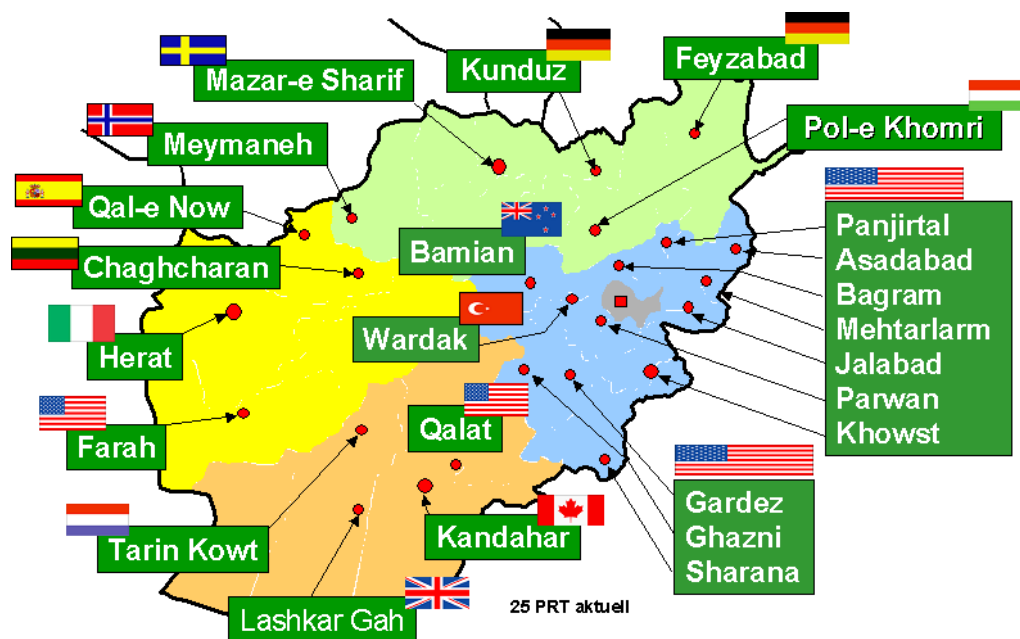 Mazar-e Sharif
Kunduz
Feyzabad
Meymaneh
Pol-e Khomri
Qal-e Now
Bamian
Chaghcharan
Wardak
Herat
Farah
Qalat
Tarin Kowt
Kandahar
Lashkar Gah
Panjirtal
Asadabad
Bagram
Mehtarlarm
Jalabad
Parwan
Khowst
Gardez
Ghazni
Sharana
25 PRT aktuell